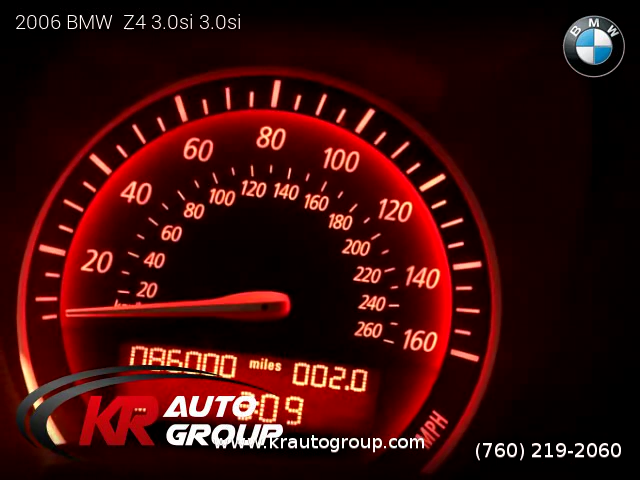 2006 BMW Z4 3.0si 3.0si
BMW
20 40 60 80 100 120 140 160
20 40 60 80 100 120 140 160 180 200 220 240 260
086000 miles 002.0
MPH
KR AUTO GROUP
www.krautogroup.com
(760) 219-2060